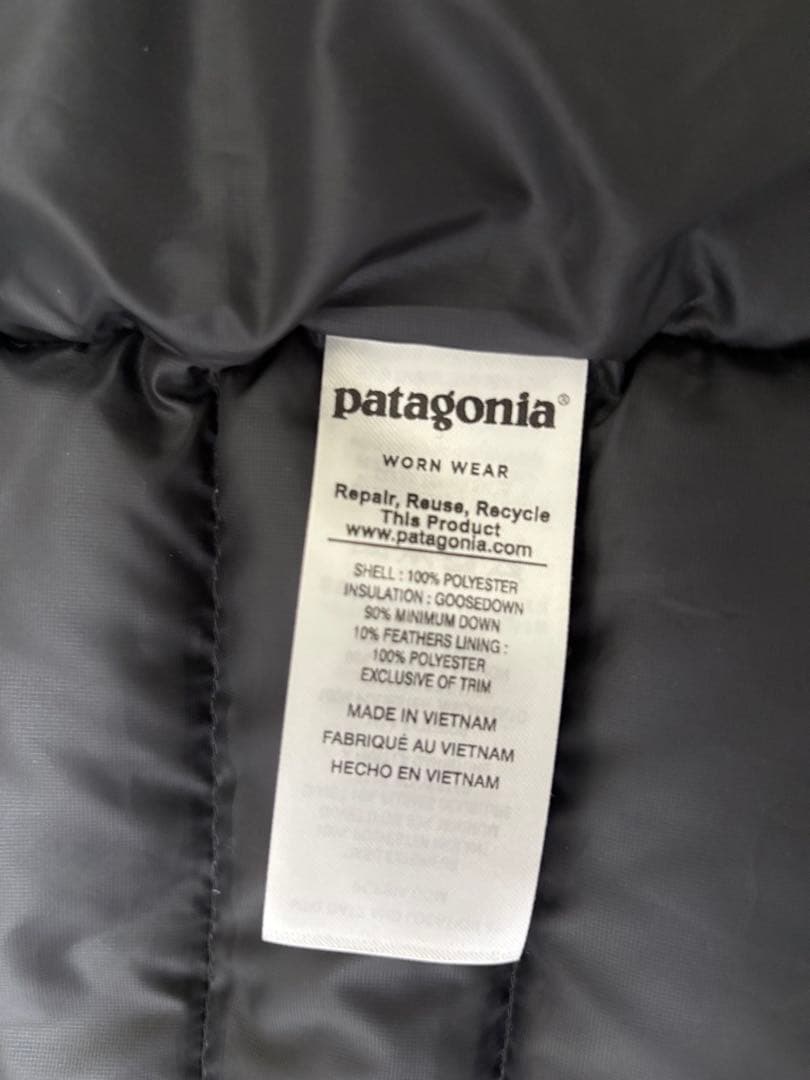 patagonia®
WORN WEAR
Repair, Reuse, Recycle
This Product
www.patagonia.com
SHELL : 100% POLYESTER
INSULATION : GOOSEDOWN
90% MINIMUM DOWN
10% FEATHERS LINING :
100% POLYESTER
EXCLUSIVE OF TRIM
MADE IN VIETNAM
FABRIQUÉ AU VIETNAM
HECHO EN VIETNAM